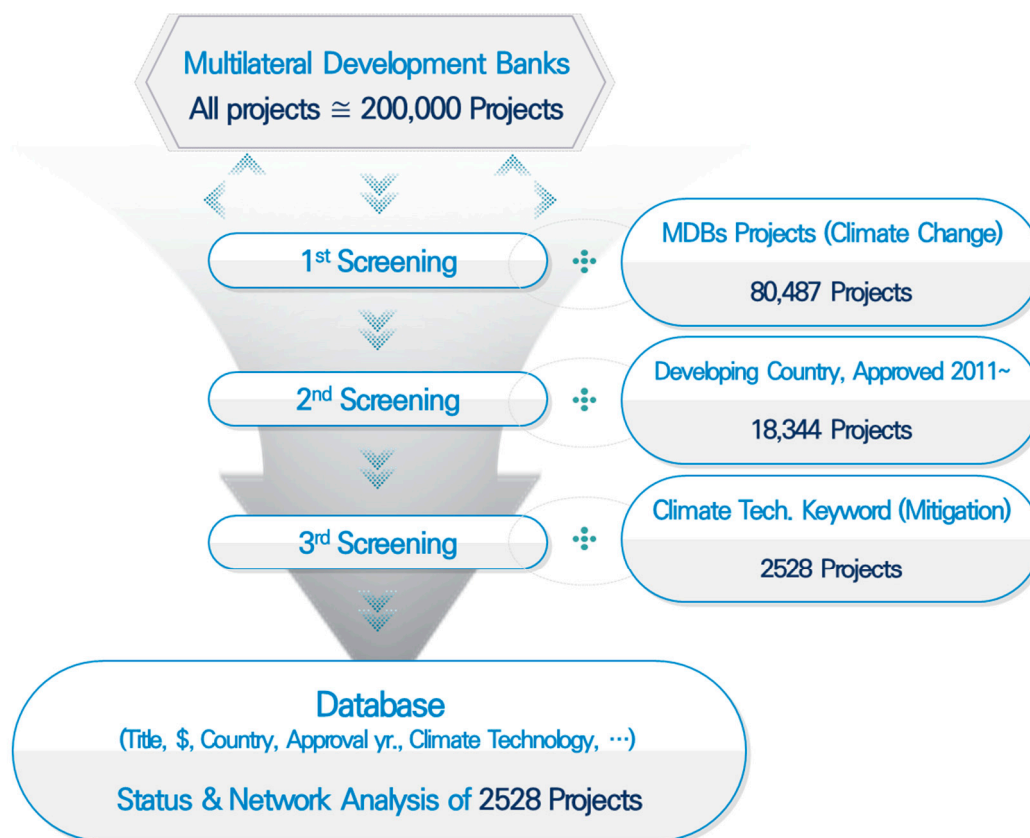 Multilateral Development Banks
All projects ≅ 200,000 Projects
1st Screening
MDBs Projects (Climate Change)
80,487 Projects
2nd Screening
Developing Country, Approved 2011~
18,344 Projects
3rd Screening
Climate Tech. Keyword (Mitigation)
2528 Projects
Database
(Title, $, Country, Approval yr., Climate Technology, ⋯)
Status & Network Analysis of 2528 Projects